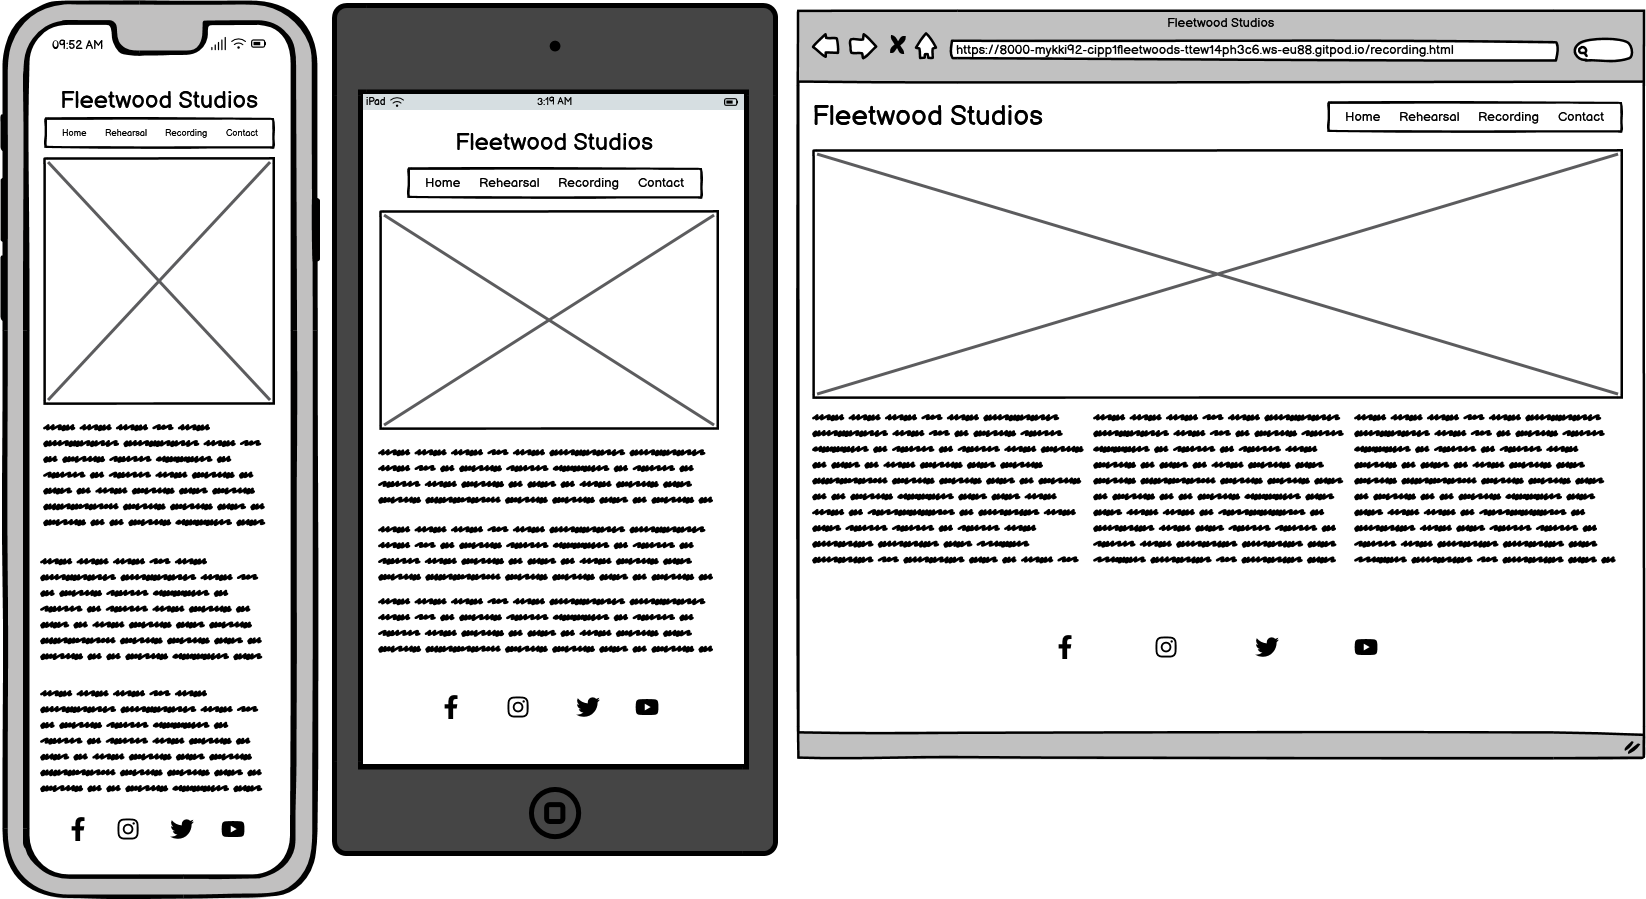 09:52 AM
Fleetwood Studios
Home Rehearsal Recording Contact
iPad 3:19 AM
Fleetwood Studios
Home Rehearsal Recording Contact
Fleetwood Studios
https://8000-mykki92-cipp1fleetwoods-ttew14ph3c6.ws-eu88.gitpod.io/recording.html
Fleetwood Studios
Home Rehearsal Recording Contact